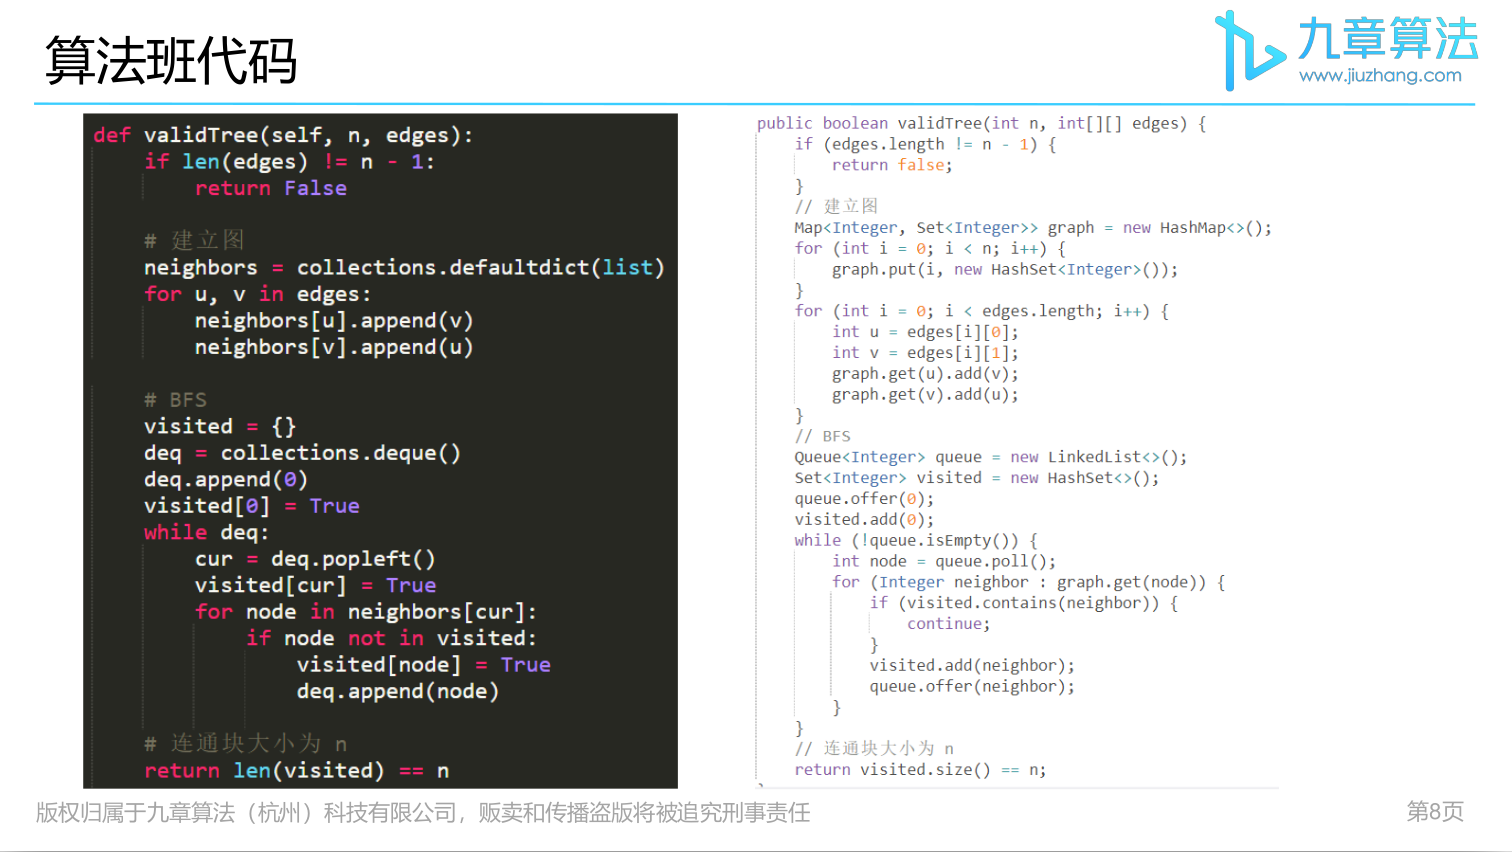 算法班代码
九章算法
www.jiuzhang.com
def validTree(self, n, edges):
    if len(edges) != n - 1:
        return False
    # 建立图
    neighbors = collections.defaultdict(list)
    for u, v in edges:
        neighbors[u].append(v)
        neighbors[v].append(u)
    # BFS
    visited = {}
    deq = collections.deque()
    deq.append(0)
    visited[0] = True
    while deq:
        cur = deq.popleft()
        visited[cur] = True
        for node in neighbors[cur]:
            if node not in visited:
                visited[node] = True
                deq.append(node)
    # 连通块大小为 n
    return len(visited) == n
public boolean validTree(int n, int[][] edges) {
    if (edges.length != n - 1) {
        return false;
    }
    // 建立图
    Map<Integer, Set<Integer>> graph = new HashMap<>();
    for (int i = 0; i < n; i++) {
        graph.put(i, new HashSet<Integer>());
    }
    for (int i = 0; i < edges.length; i++) {
        int u = edges[i][0];
        int v = edges[i][1];
        graph.get(u).add(v);
        graph.get(v).add(u);
    }
    // BFS
    Queue<Integer> queue = new LinkedList<>();
    Set<Integer> visited = new HashSet<>();
    queue.offer(0);
    visited.add(0);
    while (!queue.isEmpty()) {
        int node = queue.poll();
        for (Integer neighbor : graph.get(node)) {
            if (visited.contains(neighbor)) {
                continue;
            }
            visited.add(neighbor);
            queue.offer(neighbor);
        }
    }
    // 连通块大小为 n
    return visited.size() == n;
版权归属于九章算法（杭州）科技有限公司，贩卖和传播盗版将被追究刑事责任
第8页